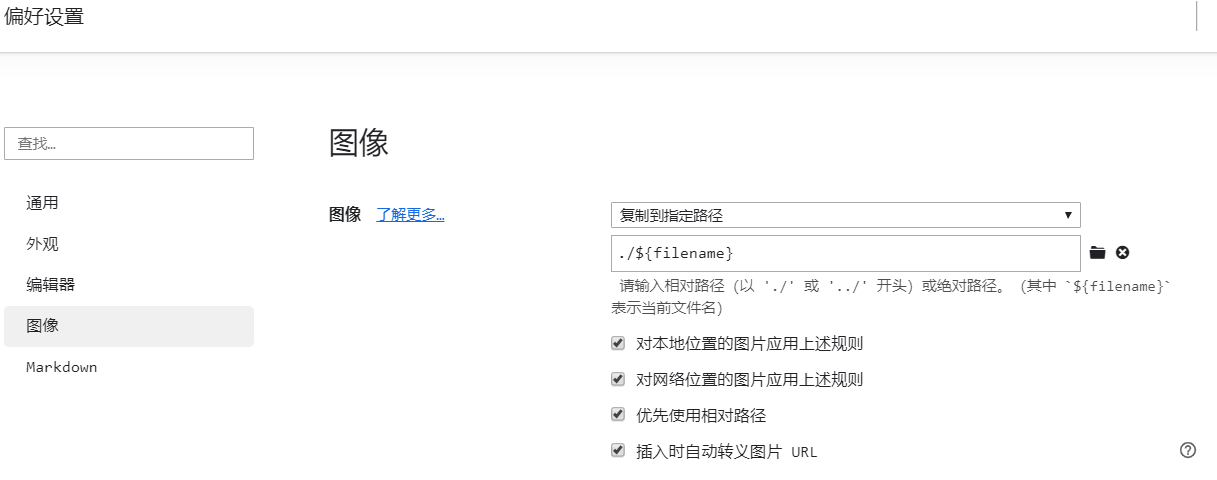 偏好设置
查找…
通用
外观
编辑器
图像
Markdown
图像
图像 了解更多…
复制到指定路径
./${filename}
请输入相对路径 (以 './' 或 '../' 开头) 或绝对路径。 (其中 `${filename}`
表示当前文件名)
对本地位置的图片应用上述规则
对网络位置的图片应用上述规则
优先使用相对路径
插入时自动转义图片 URL